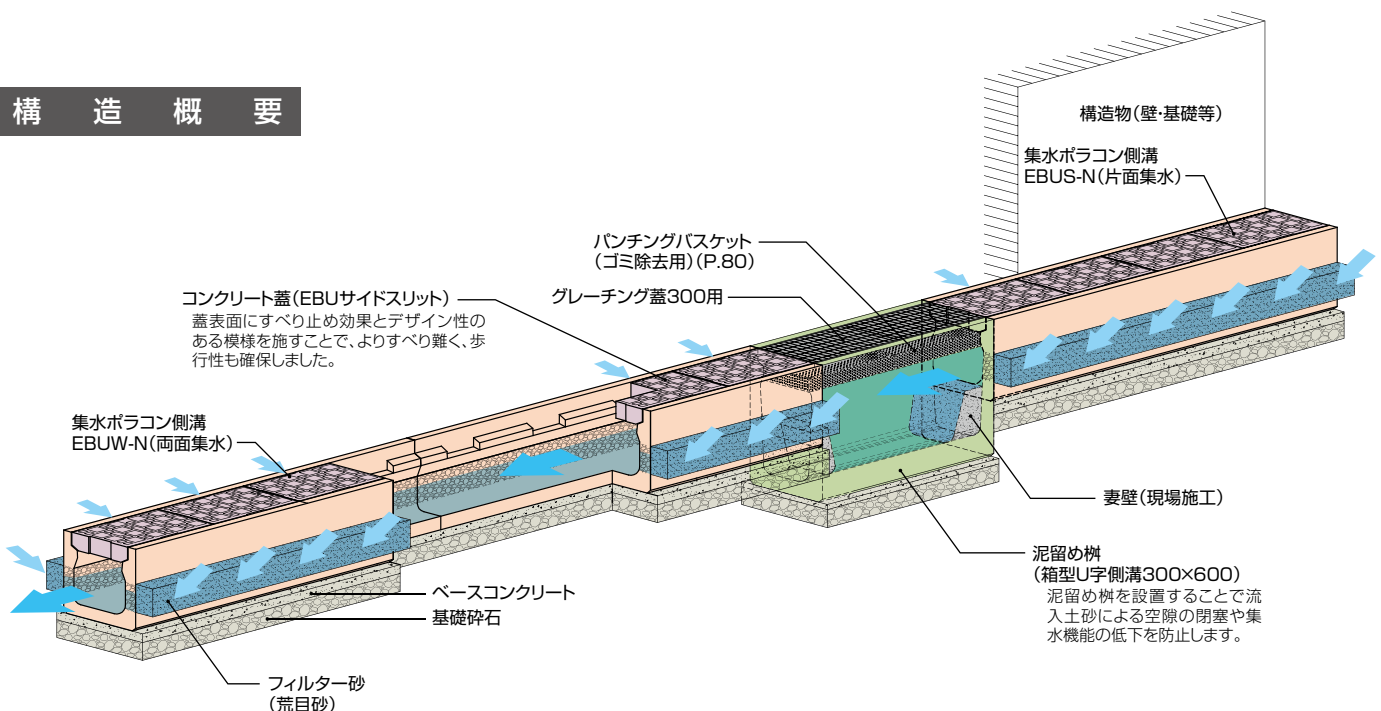 構造概要
構造物(壁・基礎等)
集水ポラコン側溝
EBUS-N(片面集水)
パンチングバスケット
(ゴミ除去用)(P.80)
グレーチング蓋300用
コンクリート蓋(EBUサイドスリット)
蓋表面にすべり止め効果とデザイン性の
ある模様を施すことで、よりすべり難く、歩
行性も確保しました。
集水ポラコン側溝
EBUW-N(両面集水)
妻壁(現場施工)
泥留め桝
(箱型U字側溝300×600)
泥留め桝を設置することで流
入土砂による空隙の閉塞や集
水機能の低下を防止します。
ベースコンクリート
基礎砕石
フィルター砂
(荒目砂)